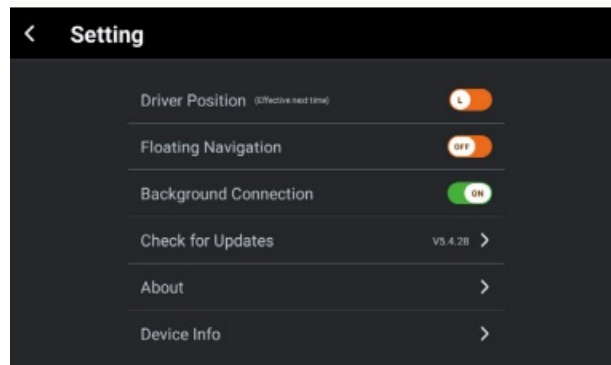 Setting
Driver Position (Effective next time) L
Floating Navigation OFF
Background Connection ON
Check for Updates V5.4.28
About
Device Info